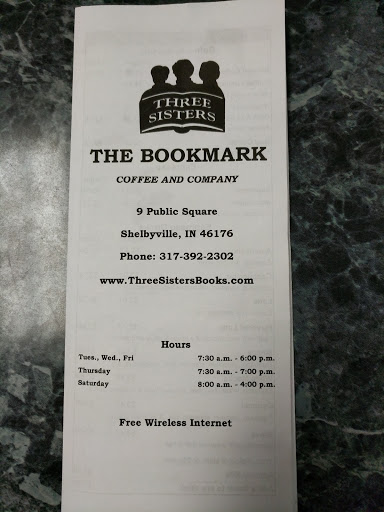 THREE
SISTERS
THE BOOKMARK
COFFEE AND COMPANY
9 Public Square
Shelbyville, IN 46176
Phone: 317-392-2302
www.ThreeSistersBooks.com
Hours
Tues., Wed., Fri 7:30 a.m. - 6:00 p.m.
Thursday 7:30 a.m. - 7:00 p.m.
Saturday 8:00 a.m. - 4:00 p.m.
Free Wireless Internet